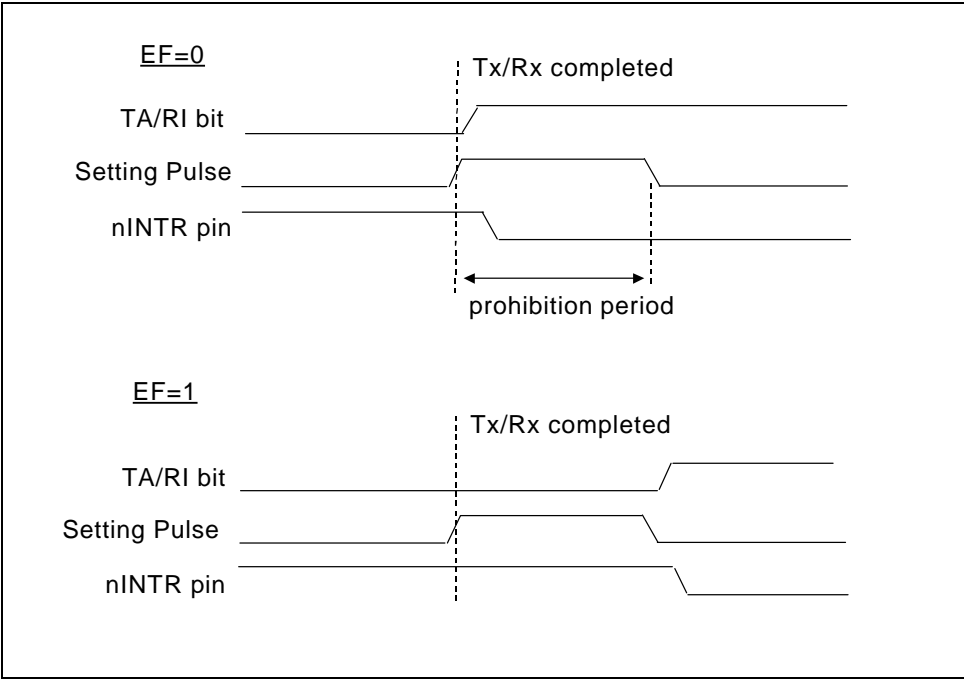 EF=0
Tx/Rx completed
TA/RI bit
Setting Pulse
nINTR pin
prohibition period
EF=1
Tx/Rx completed
TA/RI bit
Setting Pulse
nINTR pin